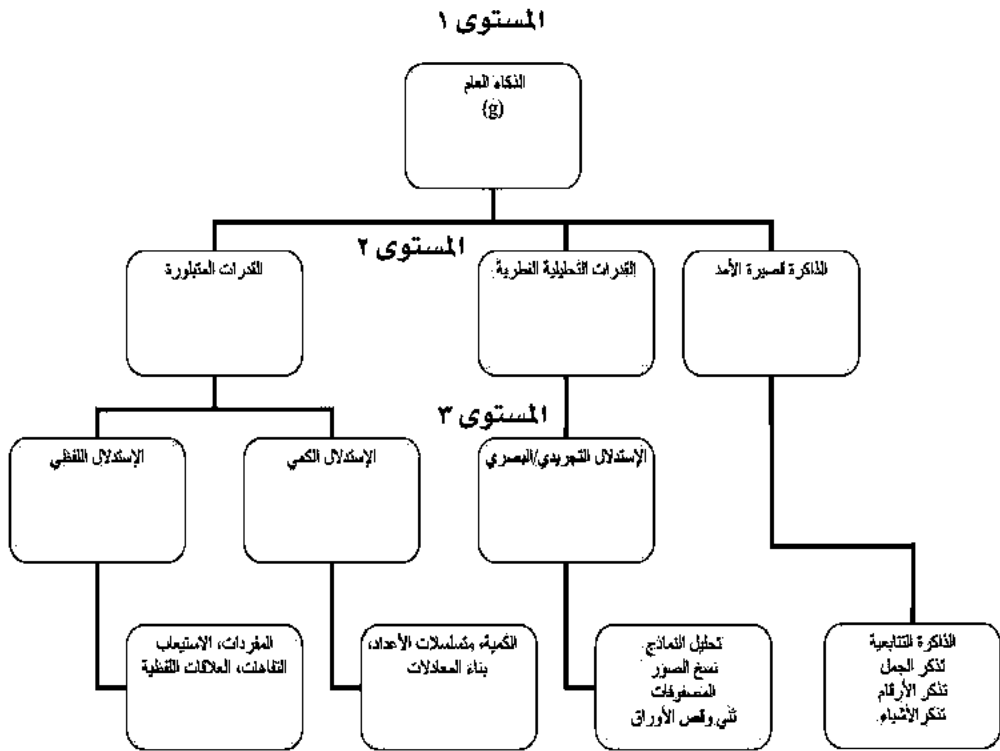 المستوى ١
الذكاء العام
(g)
المستوى ٢
القدرات المتبلورة
القدرات التحليلية الفطرية
الذاكرة قصيرة الأمد
المستوى ٣
الإستدلال اللفظي
الإستدلال الكمي
الإستدلال التجريدي/البصري
المفردات، الاستيعاب
التفاهات، العلاقات اللفظية
الكمية، متسلسلات الأعداد،
بناء المعادلات
تحليل النماذج
نسخ الصور
المصفوفات
ثني وقص الأوراق
الذاكرة التتابعية
تذكر الجمل
تذكر الأرقام
تذكر الأشياء